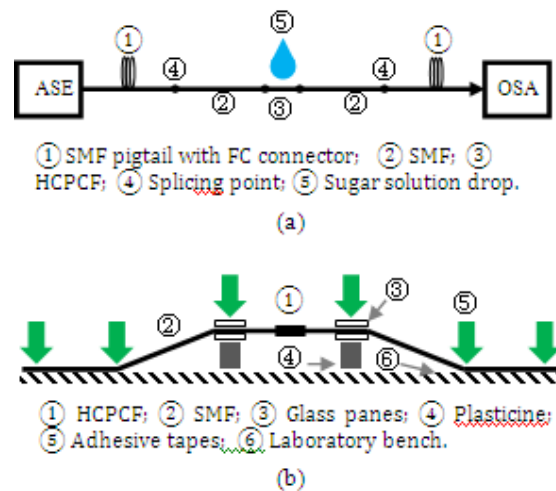 ⑤
① ①
ASE ④ ④ OSA
② ③ ②
① SMF pigtail with FC connector; ② SMF; ③
HCPCF; ④ Splicing point; ⑤ Sugar solution drop.
(a)
① ③ ⑤
②
④ ⑥
① HCPCF; ② SMF; ③ Glass panes; ④ Plasticine;
⑤ Adhesive tapes; ⑥ Laboratory bench.
(b)